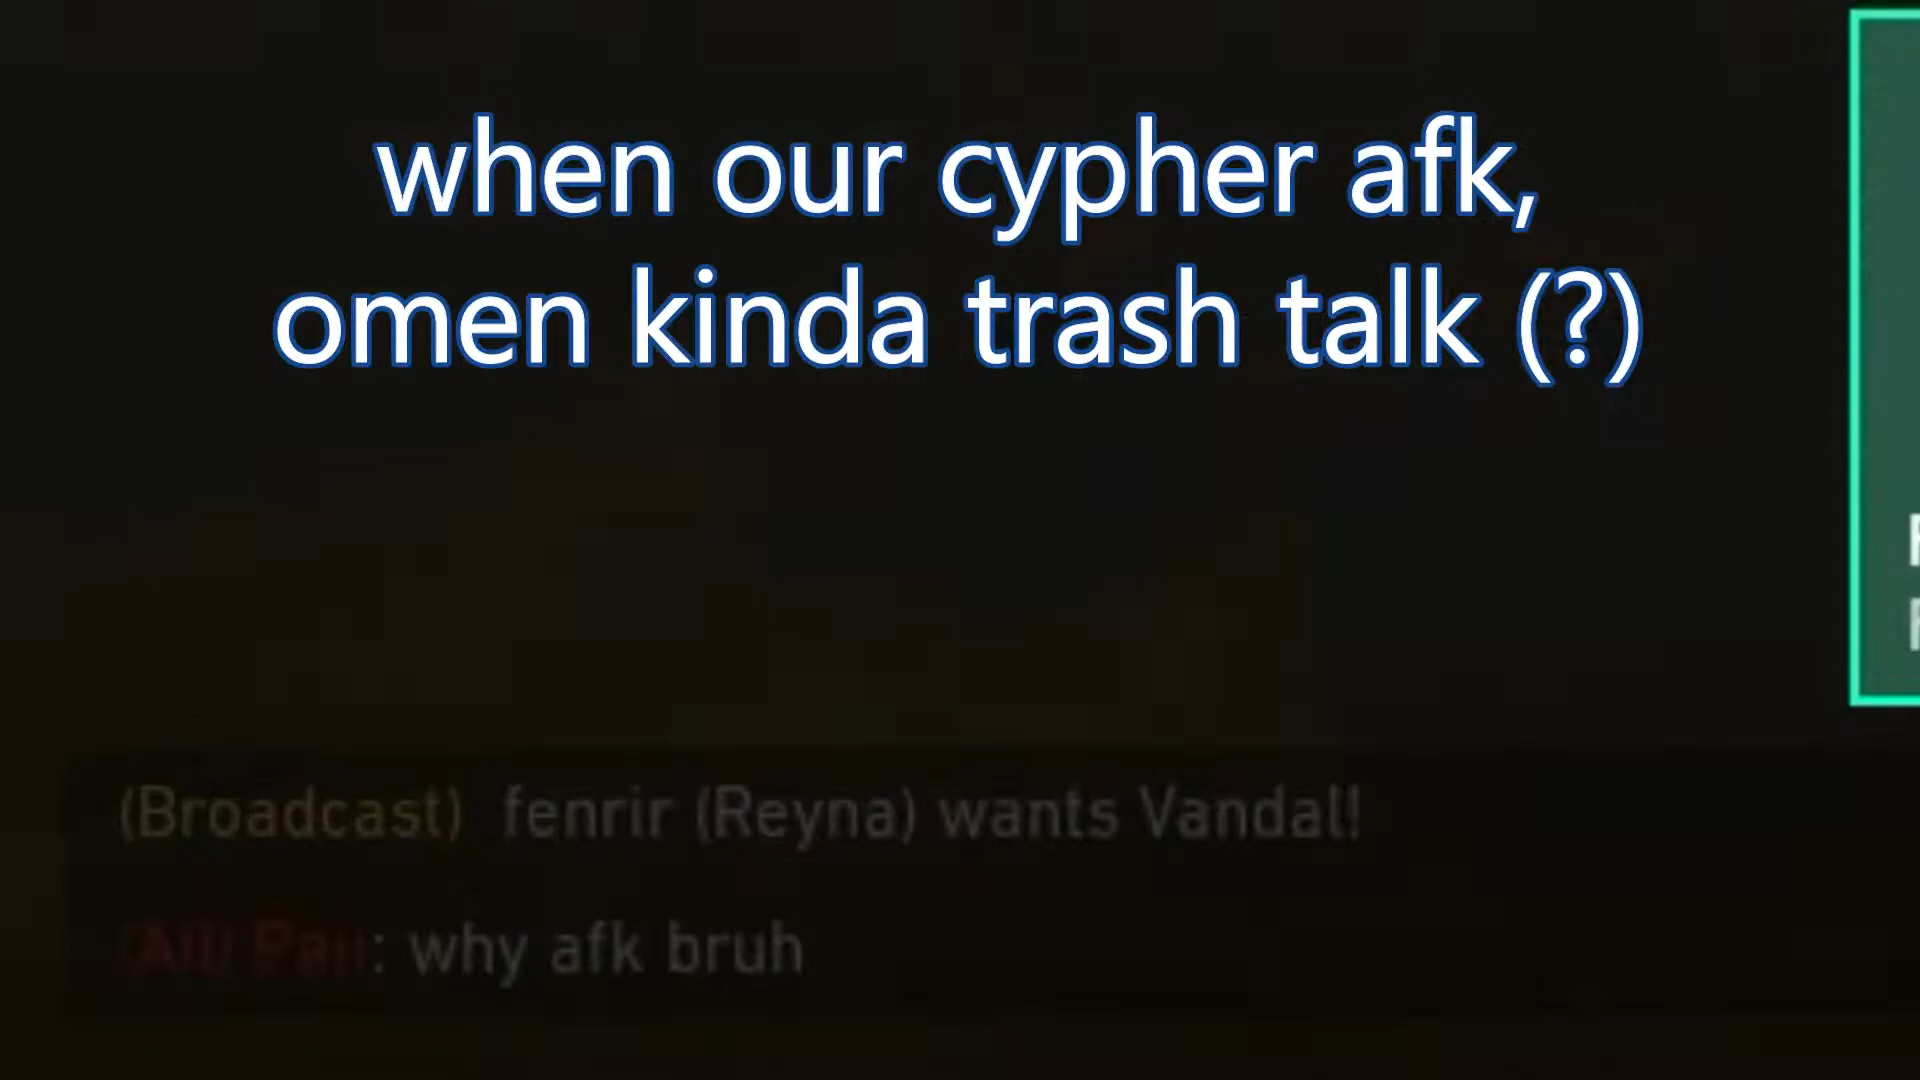 when our cypher afk,
omen kinda trash talk (?)
(Broadcast) fenrir (Reyna) wants Vandal!
: why afk bruh